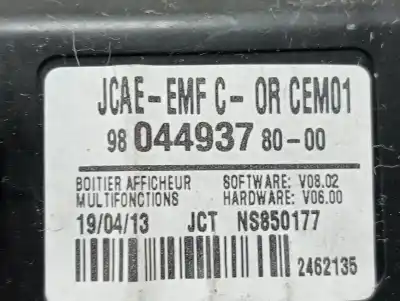 JCAE-EMF C-OR CEM01
98 044937 80-00
BOITIER AFFICHEUR SOFTWARE: V08.02
MULTIFONCTIONS HARDWARE: V06.00
19/04/13 JCT NS850177
2462135